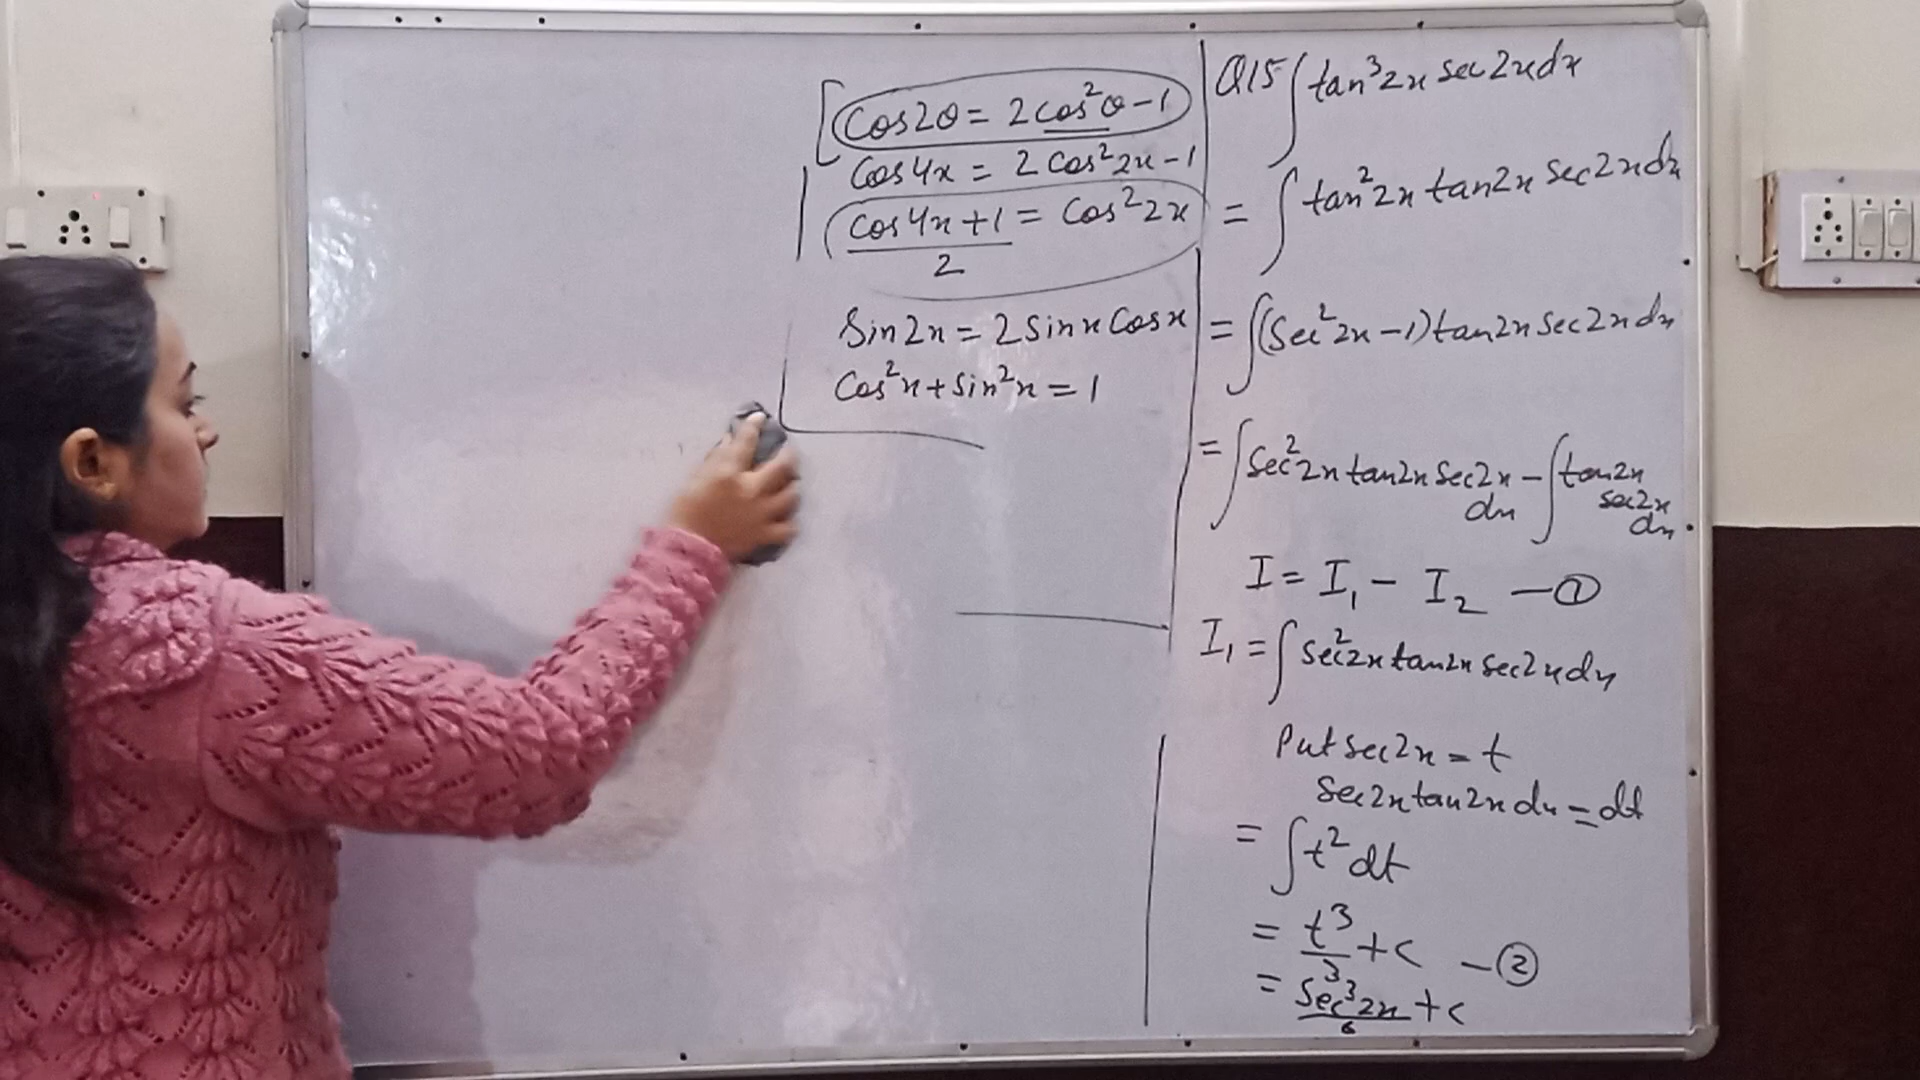 cos2θ = 2cos²θ - 1
cos4x = 2cos²2x - 1
cos4x + 1 = cos²2x
2
Sin2x = 2 sinx cosx
Cos²x + sin²x = 1
Q15 ∫ tan³2x sec2x dx
= ∫ tan²2x tan2x sec2x dx
= ∫ (sec²2x - 1) tan2x sec2x dx
= ∫ sec²2x tan2x sec2x dx - ∫ tan2x sec2x dx
I = I₁ - I₂ — ①
I₁ = ∫ sec²2x tan2x sec2x dx
Put sec2x = t
Sec2x tan2x dx = dt
= ∫ t² dt
= t³/3 + c — ②
= sec³2x/6 + c